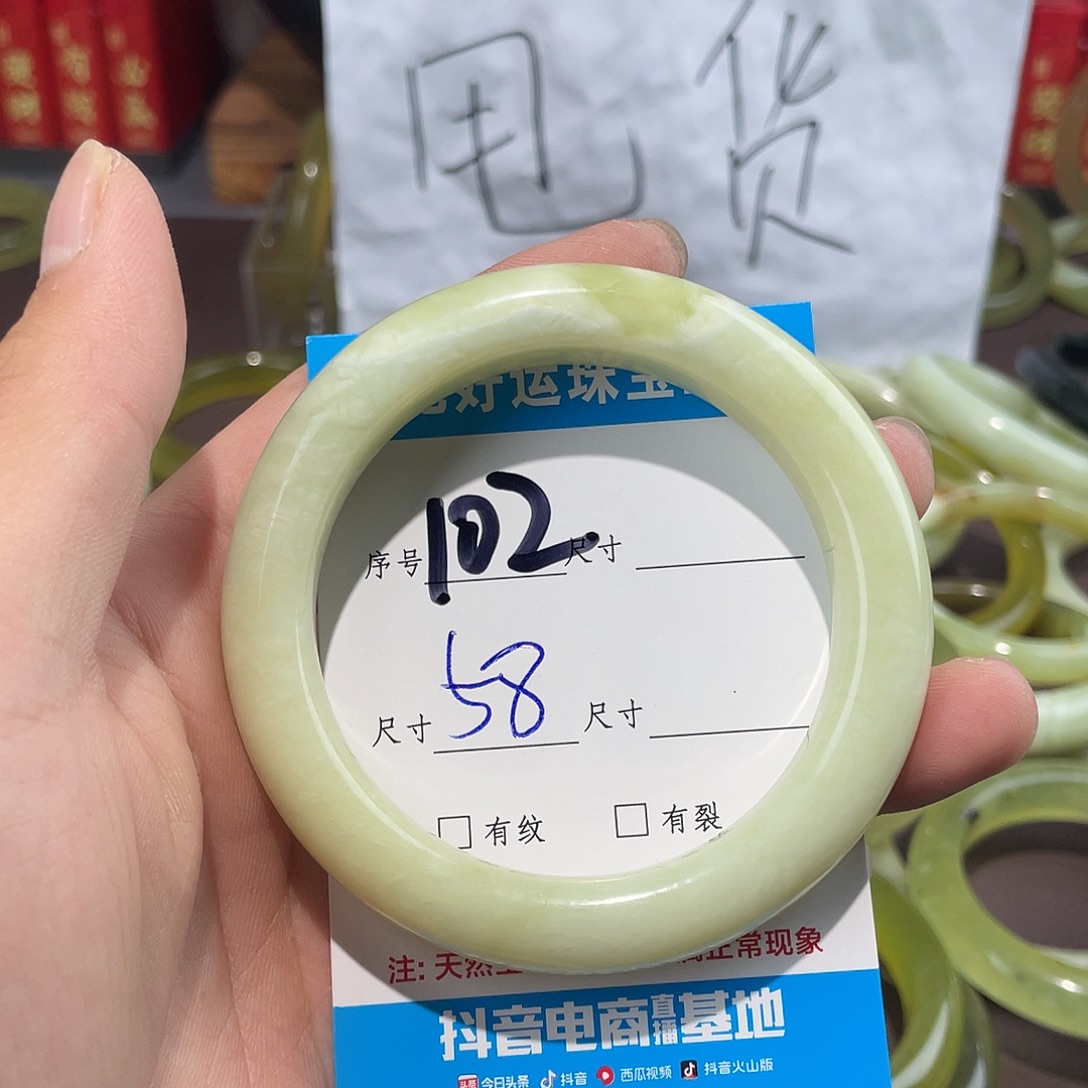 甩货
好运珠宝
序号 102. 尺寸
尺寸 58 尺寸
□ 有纹 □ 有裂
注: 天然 正常现象
抖音电商直播基地
头条 今日头条 抖音 西瓜视频 抖音火山版